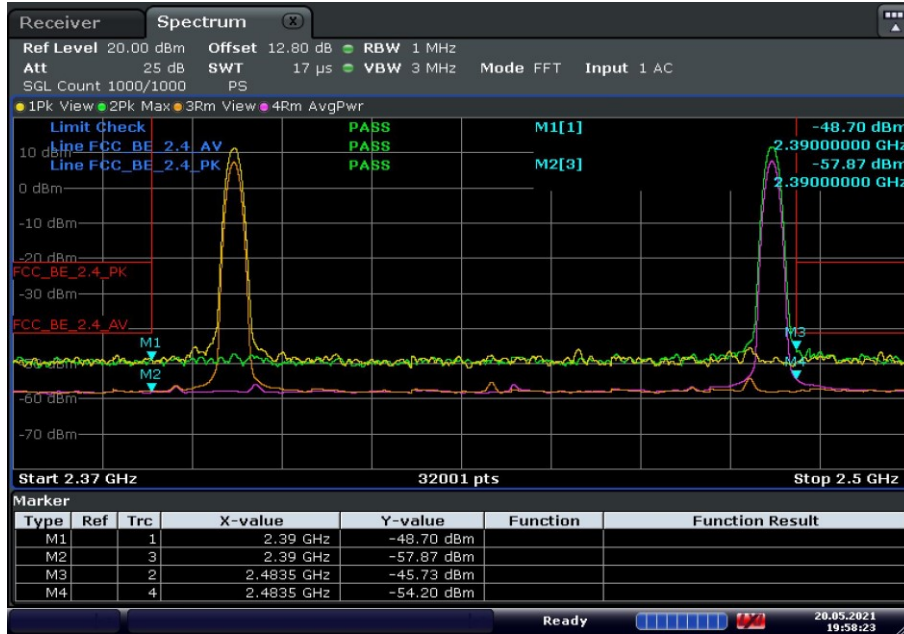 Receiver Spectrum X
Ref Level 20.00 dBm Offset 12.80 dB RBW 1 MHz
Att 25 dB SWT 17 µs VBW 3 MHz Mode FFT Input 1 AC
SGL Count 1000/1000 PS
1Pk View 2Pk Max 3Rm View 4Rm AvgPwr
Limit Check PASS M1[1] -48.70 dBm
10 dBm Line FCC_BE_2.4_AV PASS 2.39000000 GHz
Line FCC_BE_2.4_PK PASS M2[3] -57.87 dBm
0 dBm 2.39000000 GHz
-10 dBm
-20 dBm
FCC_BE_2.4_PK
-30 dBm
FCC_BE_2.4_AV
M1 M3
M2 M4
-60 dBm
-70 dBm
Start 2.37 GHz 32001 pts Stop 2.5 GHz
Marker
Type Ref Trc X-value Y-value Function Function Result
M1 1 2.39 GHz -48.70 dBm
M2 3 2.39 GHz -57.87 dBm
M3 2 2.4835 GHz -45.73 dBm
M4 4 2.4835 GHz -54.20 dBm
Ready 20.05.2021
19:58:23